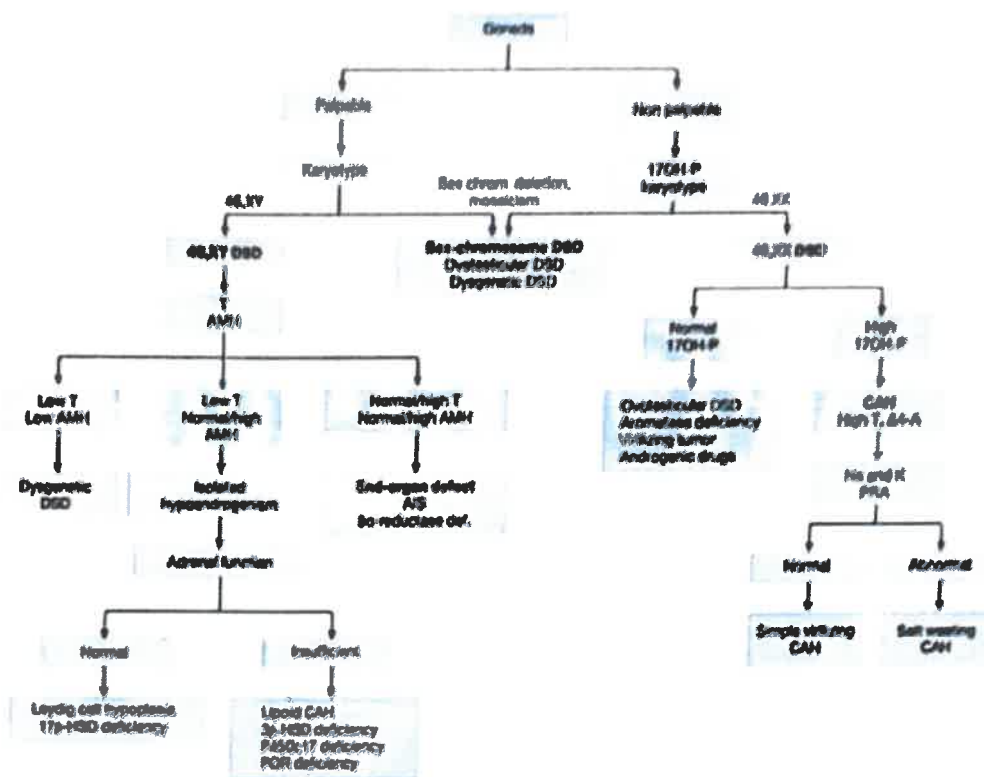 Gonads
Palpable
Non palpable
Karyotype
17OH-P
karyotype
46,XY
Sex chrom deletion,
mosaicism
46,XX
46,XY DSD
Sex-chromosome DSD
Ovotesticular DSD
Dysgenetic DSD
46,XX DSD
T
AMH
Normal
17OH-P
High
17OH-P
Low T
Low AMH
Low T
Normal/high
AMH
Normal/high T
Normal/high AMH
Ovotesticular DSD
Aromatase deficiency
Virilizing tumor
Androgenic drugs
CAH
High T, Δ4-A
Dysgenetic
DSD
Isolated
hypoandrogenism
End-organ defect
AIS
5α-reductase def.
Na and K
PRA
Adrenal function
Normal
Abnormal
Simple virilizing
CAH
Salt wasting
CAH
Normal
Insufficient
Leydig cell hypoplasia
17β-HSD deficiency
Lipoid CAH
3β-HSD deficiency
P450c17 deficiency
POR deficiency